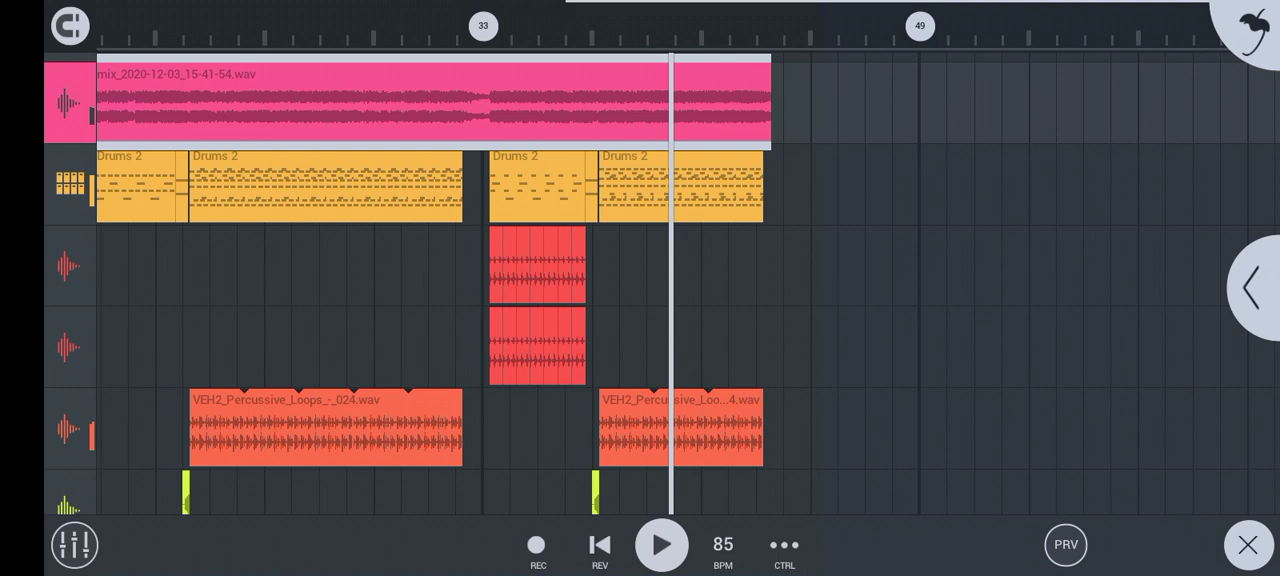 33
49
mix_2020-12-03_15-41-54.wav
Drums 2
Drums 2
Drums 2
Drums 2
VEH2_Percussive_Loops_-_024.wav
VEH2_Percussive_Loo...4.wav
85
PRV
REC
REV
BPM
CTRL